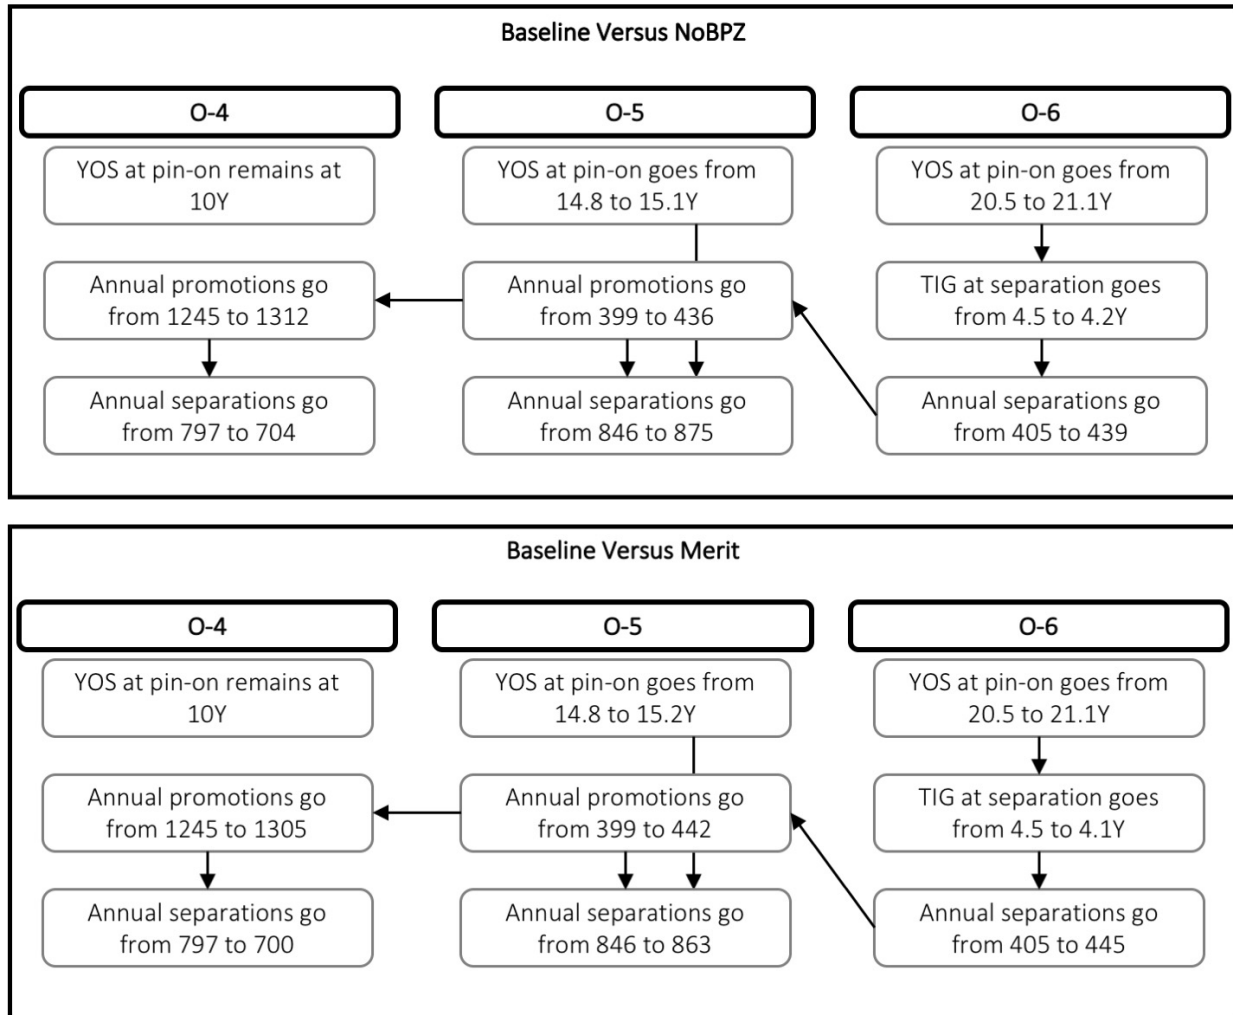 Baseline Versus NoBPZ
O-4
O-5
O-6
YOS at pin-on remains at
10Y
YOS at pin-on goes from
14.8 to 15.1Y
YOS at pin-on goes from
20.5 to 21.1Y
Annual promotions go
from 1245 to 1312
Annual promotions go
from 399 to 436
TIG at separation goes
from 4.5 to 4.2Y
Annual separations go
from 797 to 704
Annual separations go
from 846 to 875
Annual separations go
from 405 to 439
Baseline Versus Merit
O-4
O-5
O-6
YOS at pin-on remains at
10Y
YOS at pin-on goes from
14.8 to 15.2Y
YOS at pin-on goes from
20.5 to 21.1Y
Annual promotions go
from 1245 to 1305
Annual promotions go
from 399 to 442
TIG at separation goes
from 4.5 to 4.1Y
Annual separations go
from 797 to 700
Annual separations go
from 846 to 863
Annual separations go
from 405 to 445